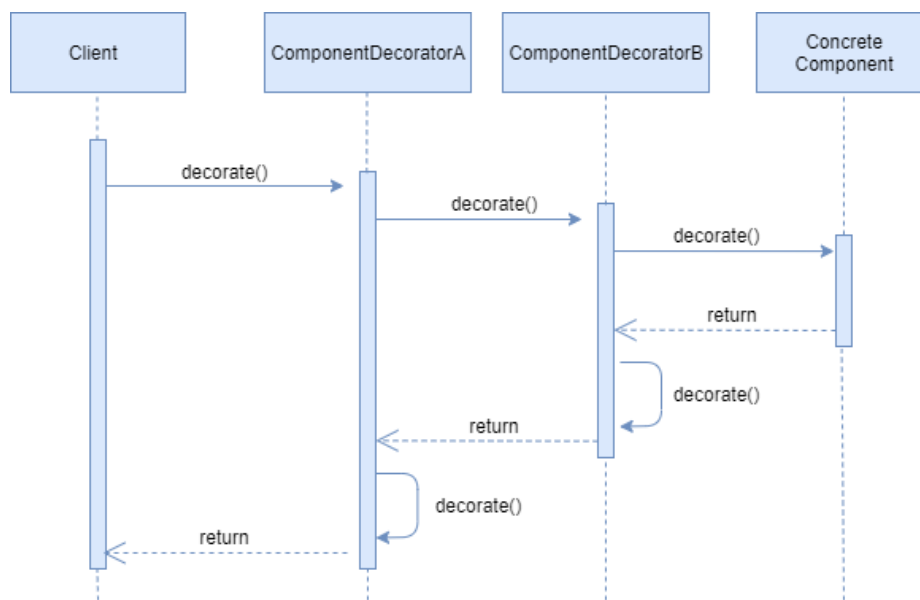 Client
ComponentDecoratorA
ComponentDecoratorB
Concrete
Component
decorate()
decorate()
decorate()
return
decorate()
return
decorate()
return